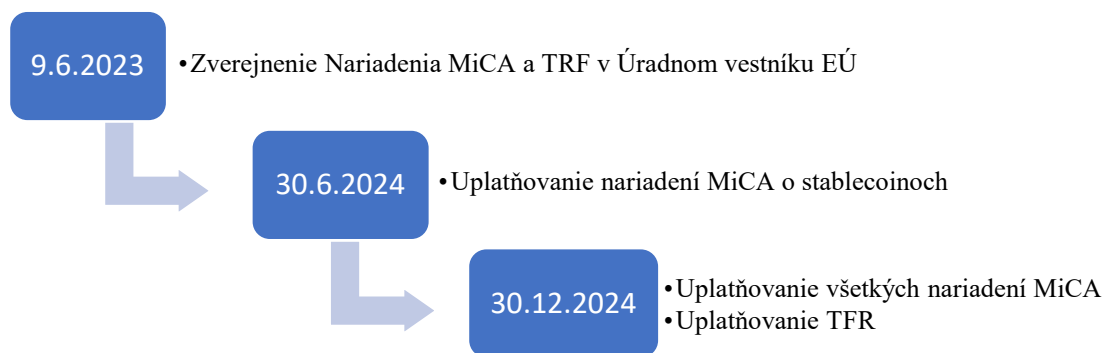 9.6.2023
•Zverejnenie Nariadenia MiCA a TRF v Úradnom vestníku EÚ
30.6.2024
•Uplatňovanie nariadení MiCA o stablecoinoch
30.12.2024
•Uplatňovanie všetkých nariadení MiCA
•Uplatňovanie TFR